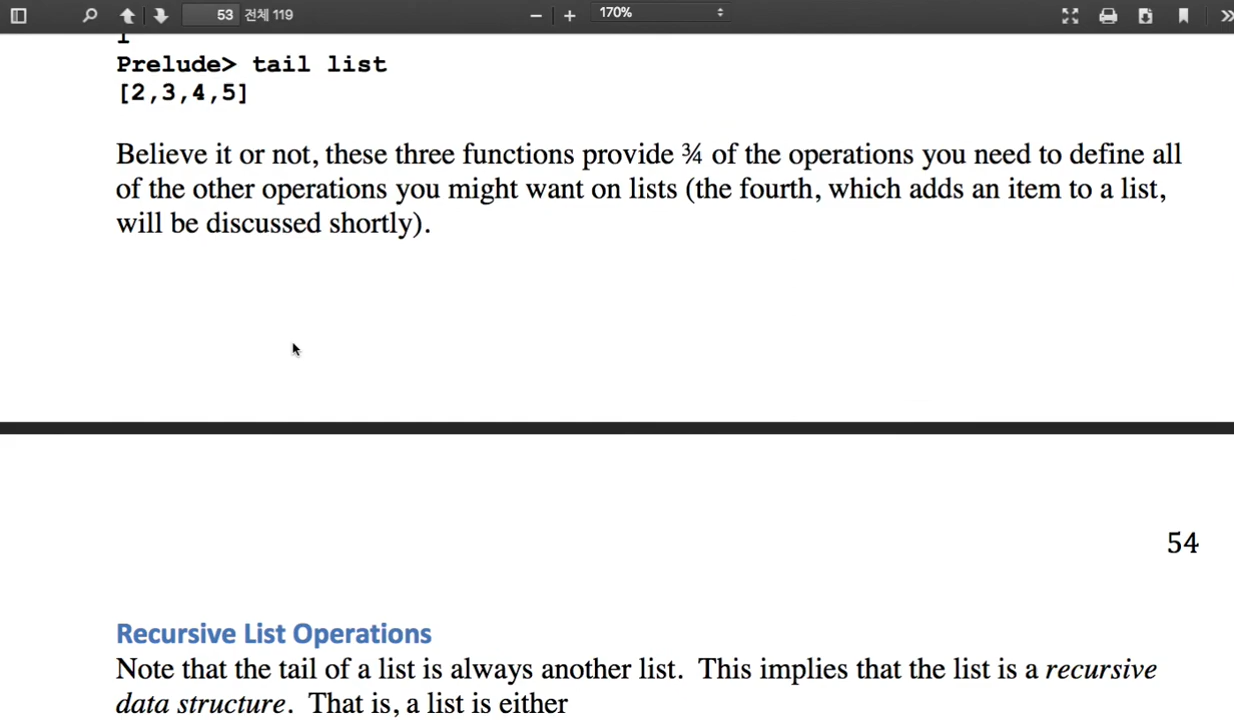 53 전체 119
170%
Prelude> tail list
[2,3,4,5]
Believe it or not, these three functions provide ¾ of the operations you need to define all
of the other operations you might want on lists (the fourth, which adds an item to a list,
will be discussed shortly).
54
Recursive List Operations
Note that the tail of a list is always another list.  This implies that the list is a recursive
data structure.  That is, a list is either